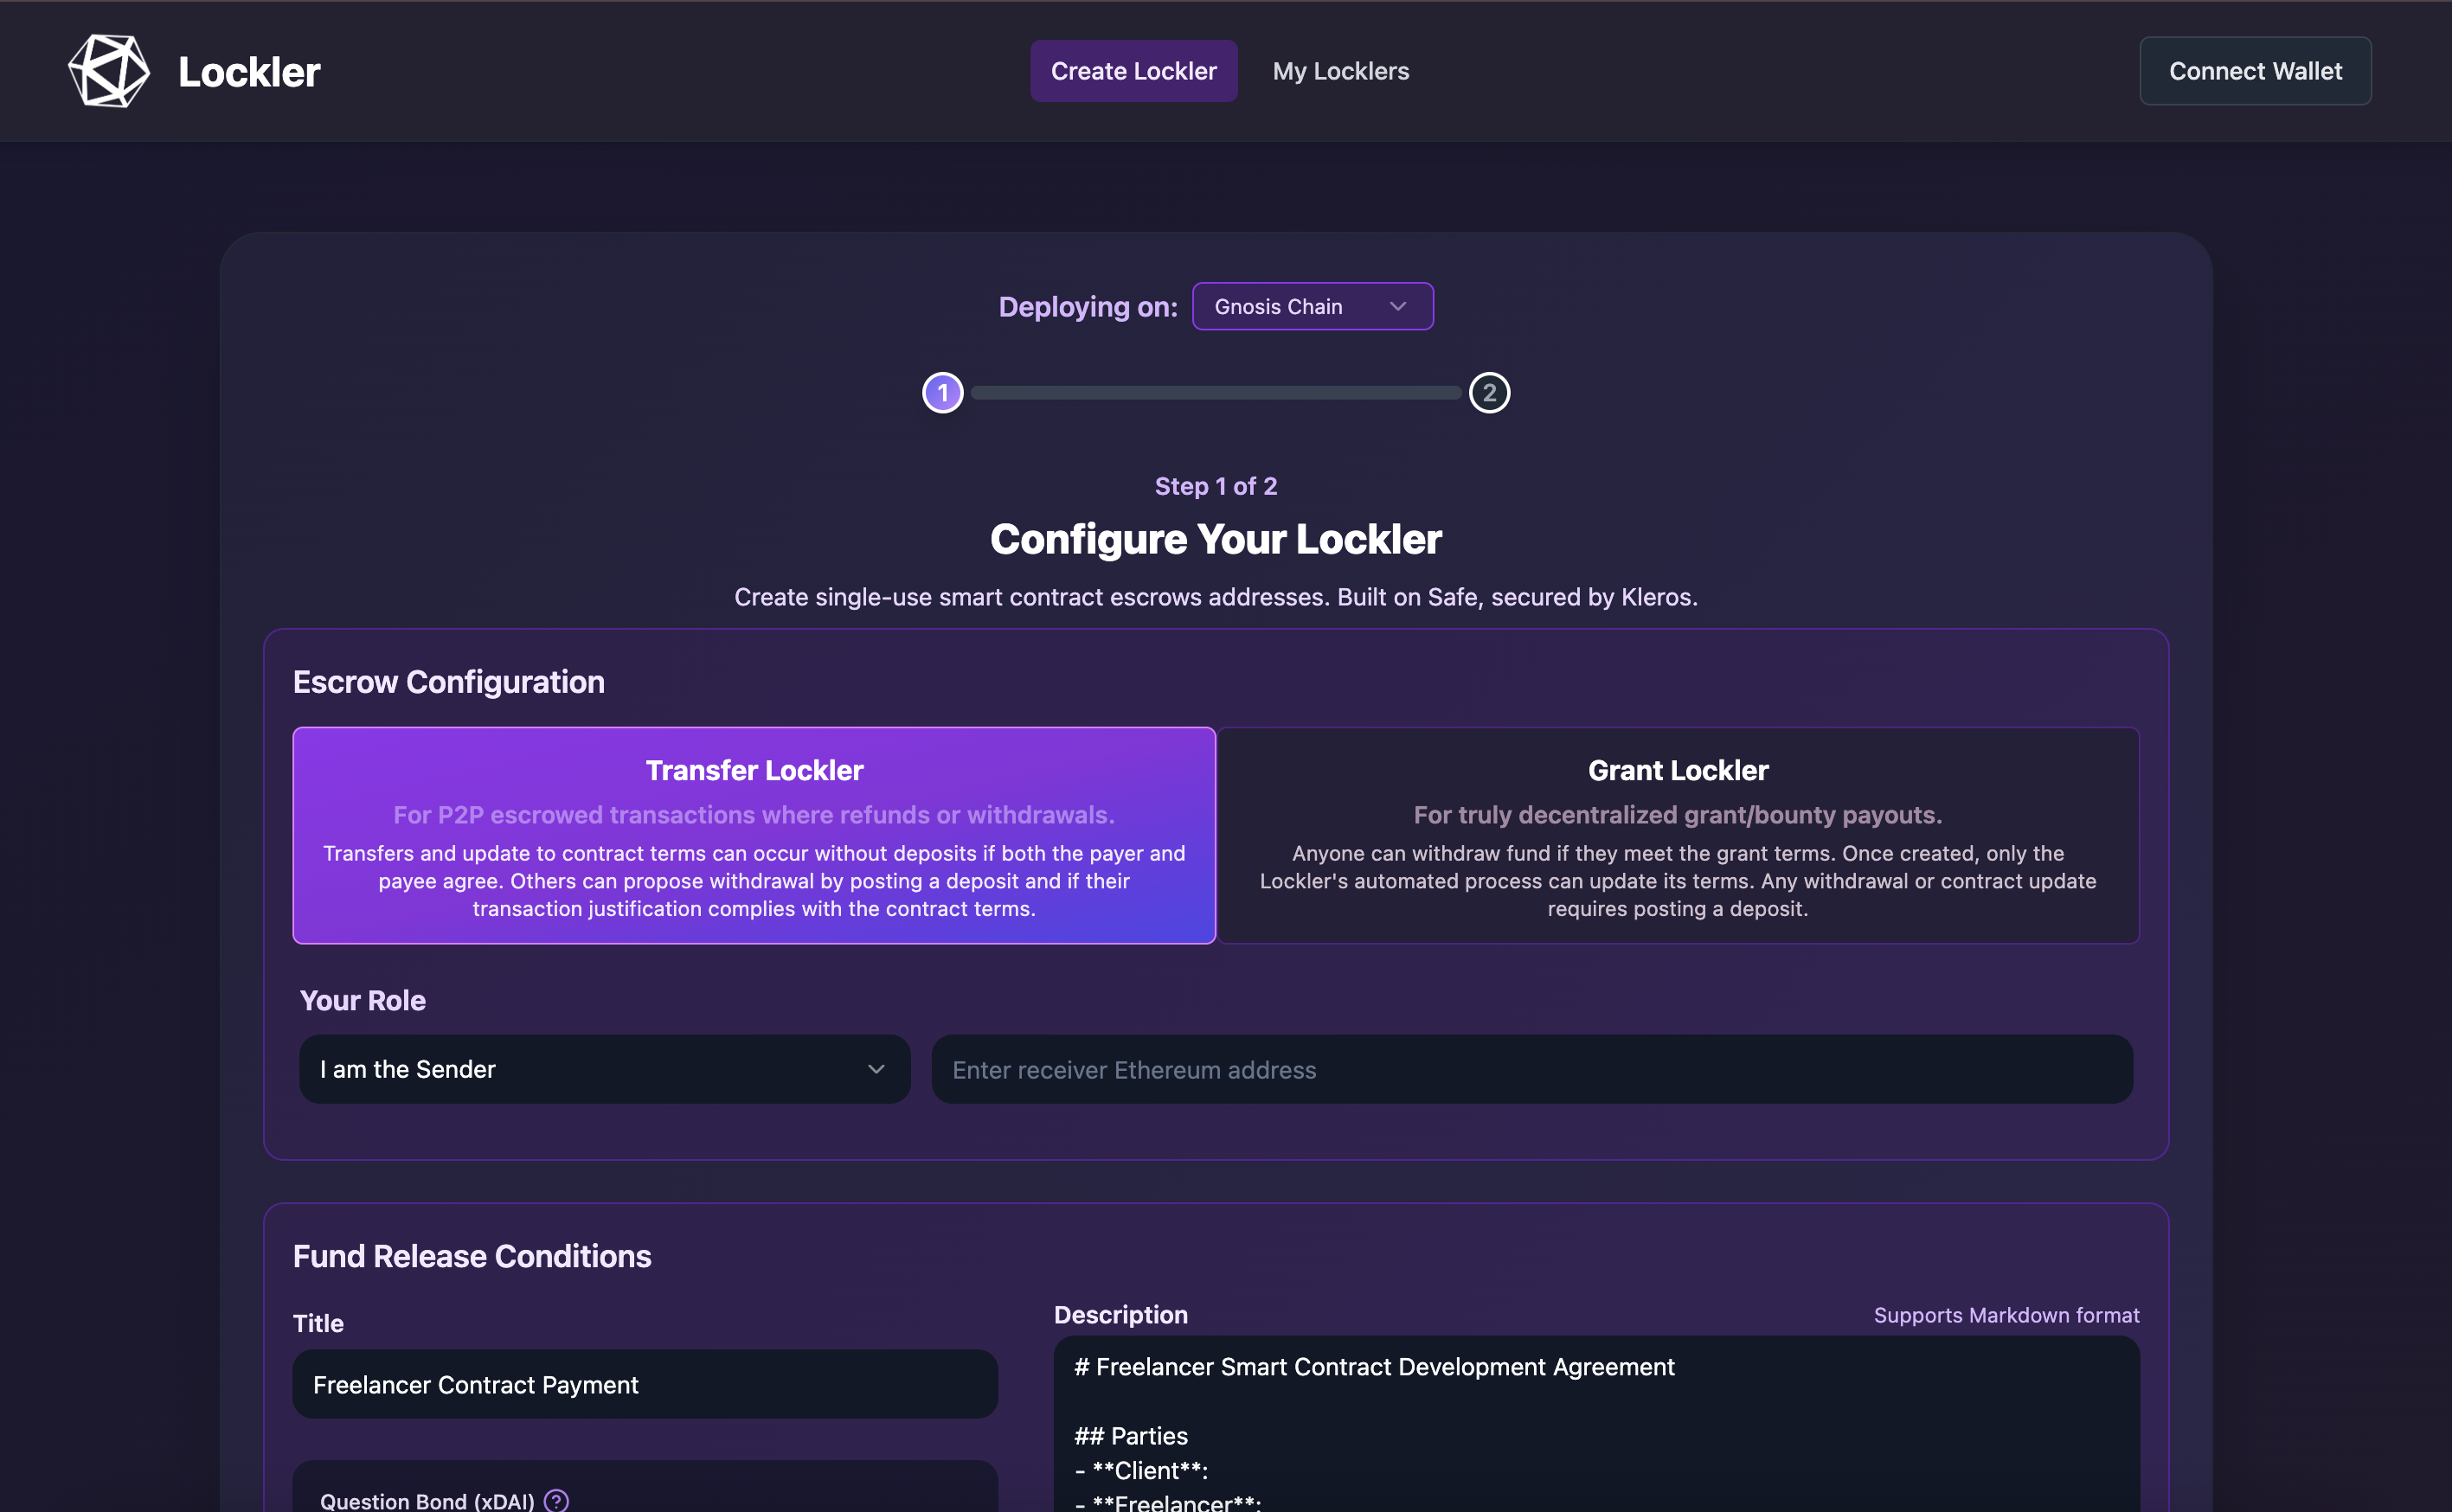 Lockler
Create Lockler
My Locklers
Connect Wallet
Deploying on:
Gnosis Chain
1
2
Step 1 of 2
Configure Your Lockler
Create single-use smart contract escrows addresses. Built on Safe, secured by Kleros.
Escrow Configuration
Transfer Lockler
For P2P escrowed transactions where refunds or withdrawals.
Transfers and update to contract terms can occur without deposits if both the payer and
payee agree. Others can propose withdrawal by posting a deposit and if their
transaction justification complies with the contract terms.
Grant Lockler
For truly decentralized grant/bounty payouts.
Anyone can withdraw fund if they meet the grant terms. Once created, only the
Lockler's automated process can update its terms. Any withdrawal or contract update
requires posting a deposit.
Your Role
I am the Sender
Enter receiver Ethereum address
Fund Release Conditions
Title
Freelancer Contract Payment
Question Bond (xDAI) ?
Description
Supports Markdown format
# Freelancer Smart Contract Development Agreement
## Parties
- **Client**:
- **Freelancer**: